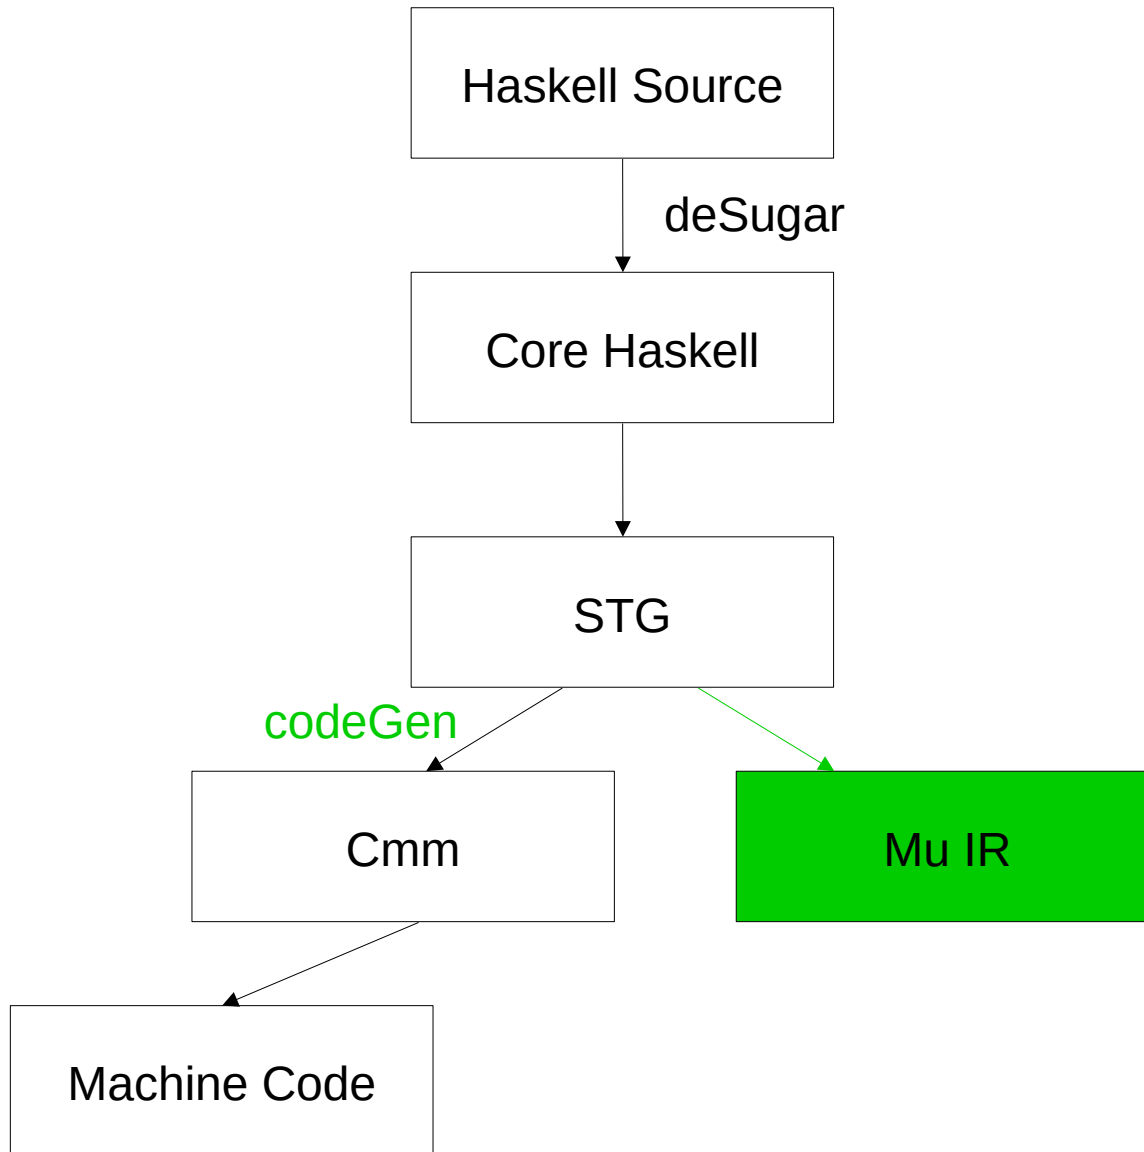 Haskell Source
deSugar
Core Haskell
STG
codeGen
Cmm
Mu IR
Machine Code